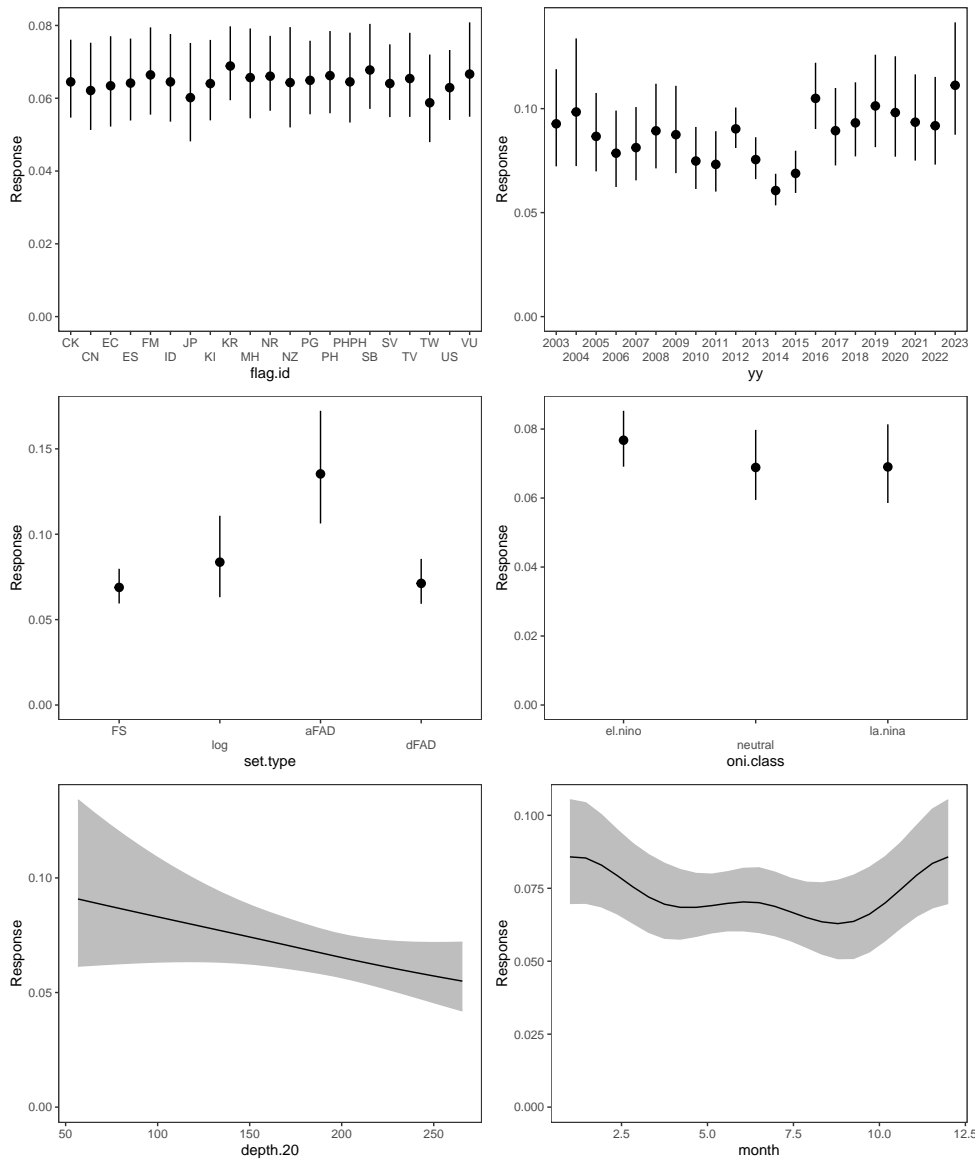 0.08
0.06
0.04
0.02
0.00
Response
CK EC FM JP KR NR PG PHPH SV TW VU
CN ES ID KI MH NZ PH SB TV US
flag.id
0.10
0.05
0.00
Response
2003 2005 2007 2009 2011 2013 2015 2017 2019 2021 2023
2004 2006 2008 2010 2012 2014 2016 2018 2020 2022
yy
0.15
0.10
0.05
0.00
Response
FS aFAD
log dFAD
set.type
0.08
0.06
0.04
0.02
0.00
Response
el.nino la.nina
neutral
oni.class
0.10
0.05
0.00
Response
50 100 150 200 250
depth.20
0.100
0.075
0.050
0.025
0.000
Response
2.5 5.0 7.5 10.0 12.5
month